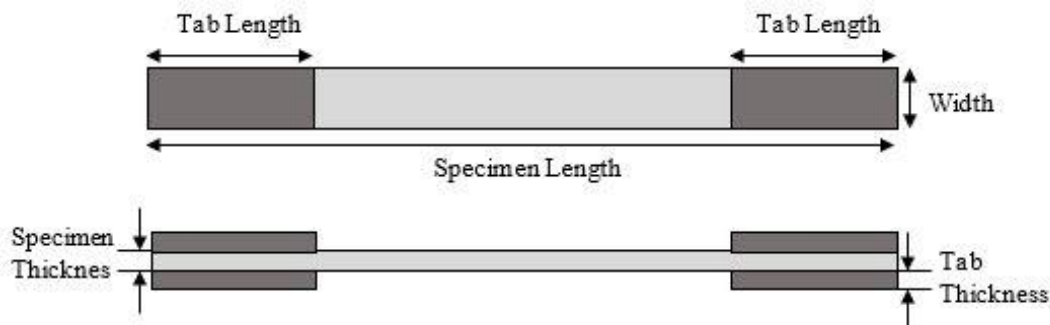 Tab Length
Tab Length
Width
Specimen Length
Specimen
Thicknes
Tab
Thickness